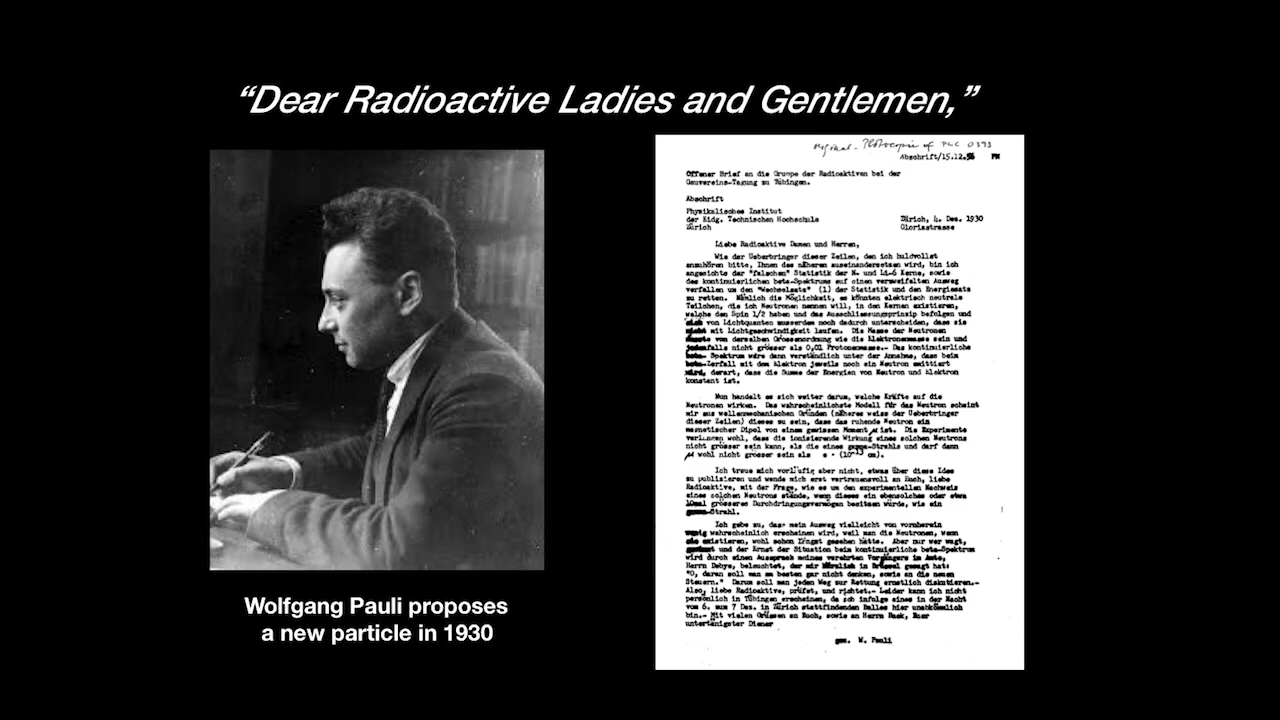 “Dear Radioactive Ladies and Gentlemen,”
Wolfgang Pauli proposes
a new particle in 1930
original - Photocopie of PLC 0393
Abschrift/15.12.56 PM
Offener Brief an die Gruppe der Radioaktiven bei der
Gauvereins-Tagung zu Tübingen.
Abschrift
Physikalisches Institut
der Eidg. Technischen Hochschule
Zürich
Zürich, 4. Dez. 1930
Gloriastrasse
Liebe Radioaktive Damen und Herren,
Wie der Ueberbringer dieser Zeilen, den ich huldvollst
anzuhören bitte, Ihnen des näheren auseinandersetzen wird, bin ich
angesichts der "falschen" Statistik der N- und Li-6 Kerne, sowie
des kontinuierlichen beta-Spektrums auf einen verzweifelten Ausweg
verfallen um den "Wechselsatz" (1) der Statistik und den Energiesatz
zu retten. Nämlich die Möglichkeit, es könnten elektrisch neutrale
Teilchen, die ich Neutronen nennen will, in den Kernen existieren,
welche den Spin 1/2 haben und das Ausschliessungsprinzip befolgen und
sich von Lichtquanten ausserdem noch dadurch unterscheiden, dass sie
nicht mit Lichtgeschwindigkeit laufen. Die Masse der Neutronen
müsste von derselben Grossenordnung wie die Elektronenmasse sein und
jedenfalls nicht grösser als 0,01 Protonenmasse.- Das kontinuierliche
beta- Spektrum wäre dann verständlich unter der Annahme, dass beim
beta-Zerfall mit dem Elektron jeweils noch ein Neutron emittiert
wird, derart, dass die Summe der Energien von Neutron und Elektron
konstant ist.
Nun handelt es sich weiter darum, welche Kräfte auf die
Neutronen wirken. Das wahrscheinlichste Modell für das Neutron scheint
mir aus wellenmechanischen Gründen (näheres weiss der Ueberbringer
dieser Zeilen) dieses zu sein, dass das ruhende Neutron ein
magnetischer Dipol von einem gewissen Moment μ ist. Die Experimente
verlangen wohl, dass die ionisierende Wirkung eines solchen Neutrons
nicht grösser sein kann, als die eines gamma-Strahls und darf dann
μ wohl nicht grösser sein als e · (10⁻¹³ cm).
Ich traue mich vorläufig aber nicht, etwas über diese Idee
zu publizieren und wende mich erst vertrauensvoll an Euch, liebe
Radioaktive, mit der Frage, wie es um den experimentellen Nachweis
eines solchen Neutrons stände, wenn dieses ein ebensolches oder etwa
10mal grösseres Durchdringungsvermögen besitzen würde, wie ein
gamma-Strahl.
Ich gebe zu, dass mein Ausweg vielleicht von vornherein
wenig wahrscheinlich erscheinen wird, weil man die Neutronen, wenn
sie existieren, wohl schon längst gesehen hätte. Aber nur wer wagt,
gewinnt und der Ernst der Situation beim kontinuierliche beta-Spektrum
wird durch einen Ausspruch meines verehrten Vorgängers im Amte,
Herrn Debye, beleuchtet, der mir kürzlich in Brüssel gesagt hat:
"O, daran soll man am besten gar nicht denken, sowie an die neuen
Steuern." Darum soll man jeden Weg zur Rettung ernstlich diskutieren.-
Also, liebe Radioaktive, prüfet, und richtet.- Leider kann ich nicht
persönlich in Tübingen erscheinen, da ich infolge eines in der Nacht
vom 6. zum 7 Dez. in Zürich stattfindenden Balles hier unabkömmlich
bin.- Mit vielen Grüssen an Euch, sowie an Herrn Back, Euer
untertänigster Diener
gez. W. Pauli